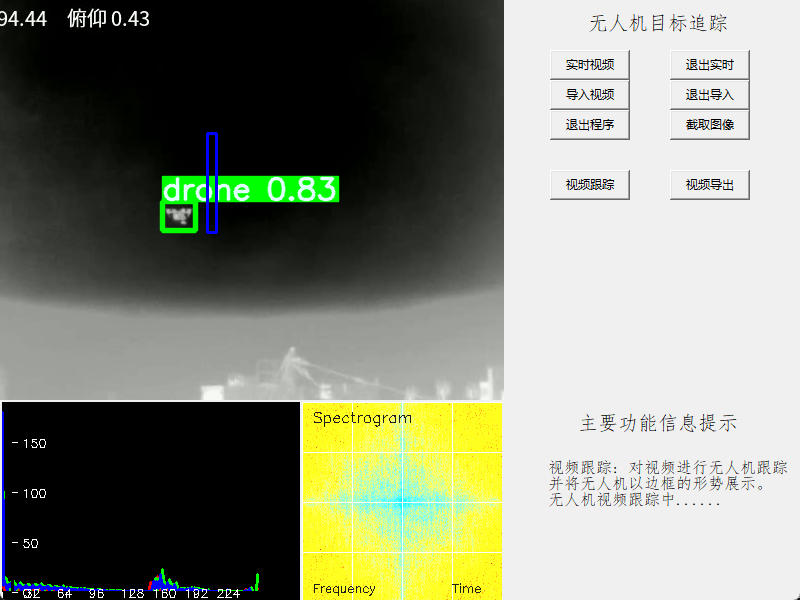 94.44 俯仰 0.43
drone 0.83
无人机目标追踪
实时视频 退出实时
导入视频 退出导入
退出程序 截取图像
视频跟踪 视频导出
主要功能信息提示
视频跟踪：对视频进行无人机跟踪
并将无人机以边框的形势展示。
无人机视频跟踪中......
150
100
50
32 64 96 128 160 192 224
Spectrogram
Frequency Time